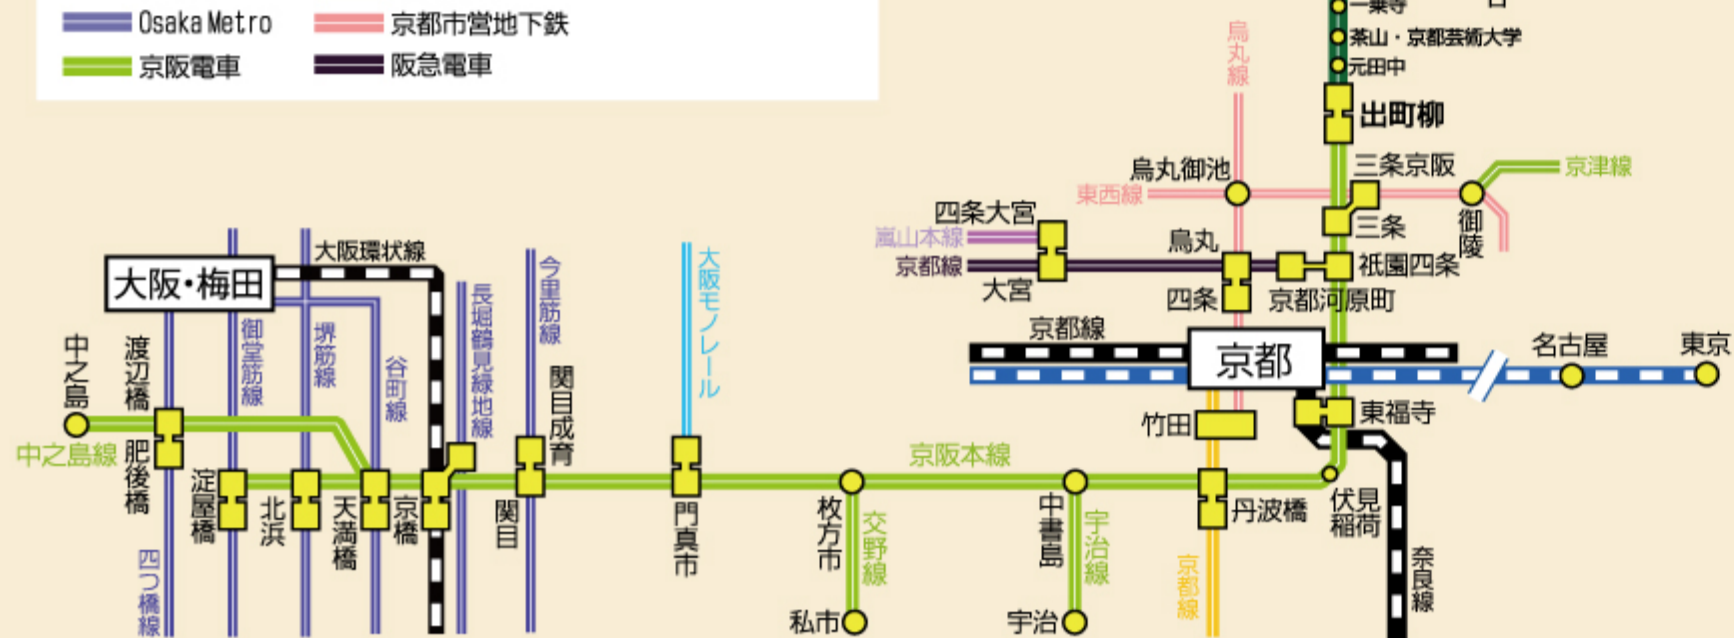 Osaka Metro
京都市営地下鉄
京阪電車
阪急電車
一乗寺
茶山・京都芸術大学
元田中
出町柳
烏丸線
烏丸御池
三条京阪
京津線
東西線
御陵
四条大宮
三条
嵐山本線
烏丸
京都線
祇園四条
大宮
四条
京都河原町
京都線
京都
名古屋
東京
竹田
東福寺
大阪環状線
大阪・梅田
今里筋線
大阪モノレール
長堀鶴見緑地線
御堂筋線
堺筋線
谷町線
中之島
渡辺橋
関目成育
中之島線
肥後橋
京阪本線
淀屋橋
北浜
天満橋
京橋
関目
門真市
枚方市
交野線
中書島
宇治線
丹波橋
伏見稲荷
四つ橋線
京都線
奈良線
私市
宇治